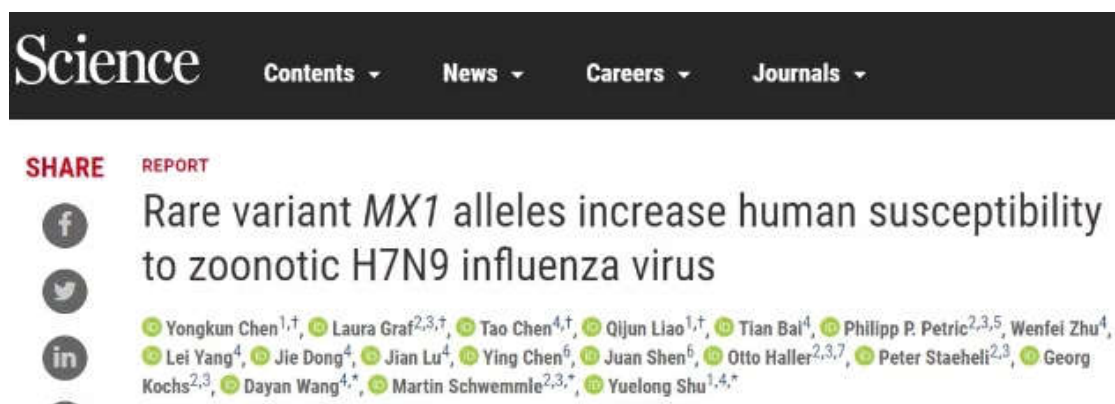 Science Contents News Careers Journals
SHARE REPORT
Rare variant MX1 alleles increase human susceptibility
to zoonotic H7N9 influenza virus
Yongkun Chen1,†, Laura Graf2,3,†, Tao Chen4,†, Qijun Liao1,†, Tian Bai4, Philipp P. Petric2,3,5, Wenfei Zhu4,
Lei Yang4, Jie Dong4, Jian Lu4, Ying Chen6, Juan Shen6, Otto Haller2,3,7, Peter Staeheli2,3, Georg
Kochs2,3, Dayan Wang4,*, Martin Schwemmle2,3,*, Yuelong Shu1,4,*